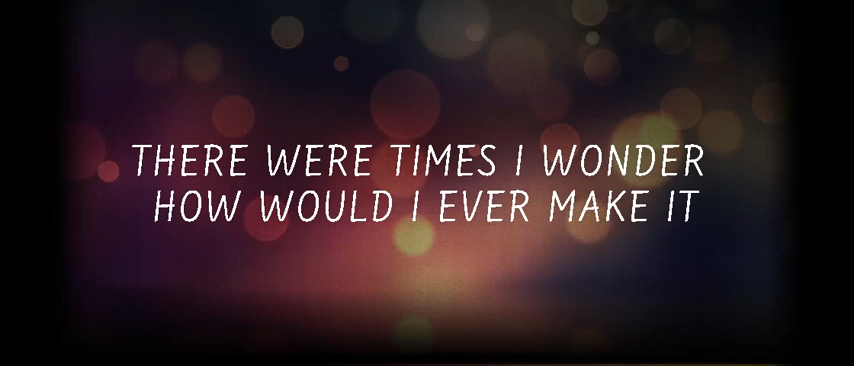 THERE WERE TIMES I WONDER
HOW WOULD I EVER MAKE IT